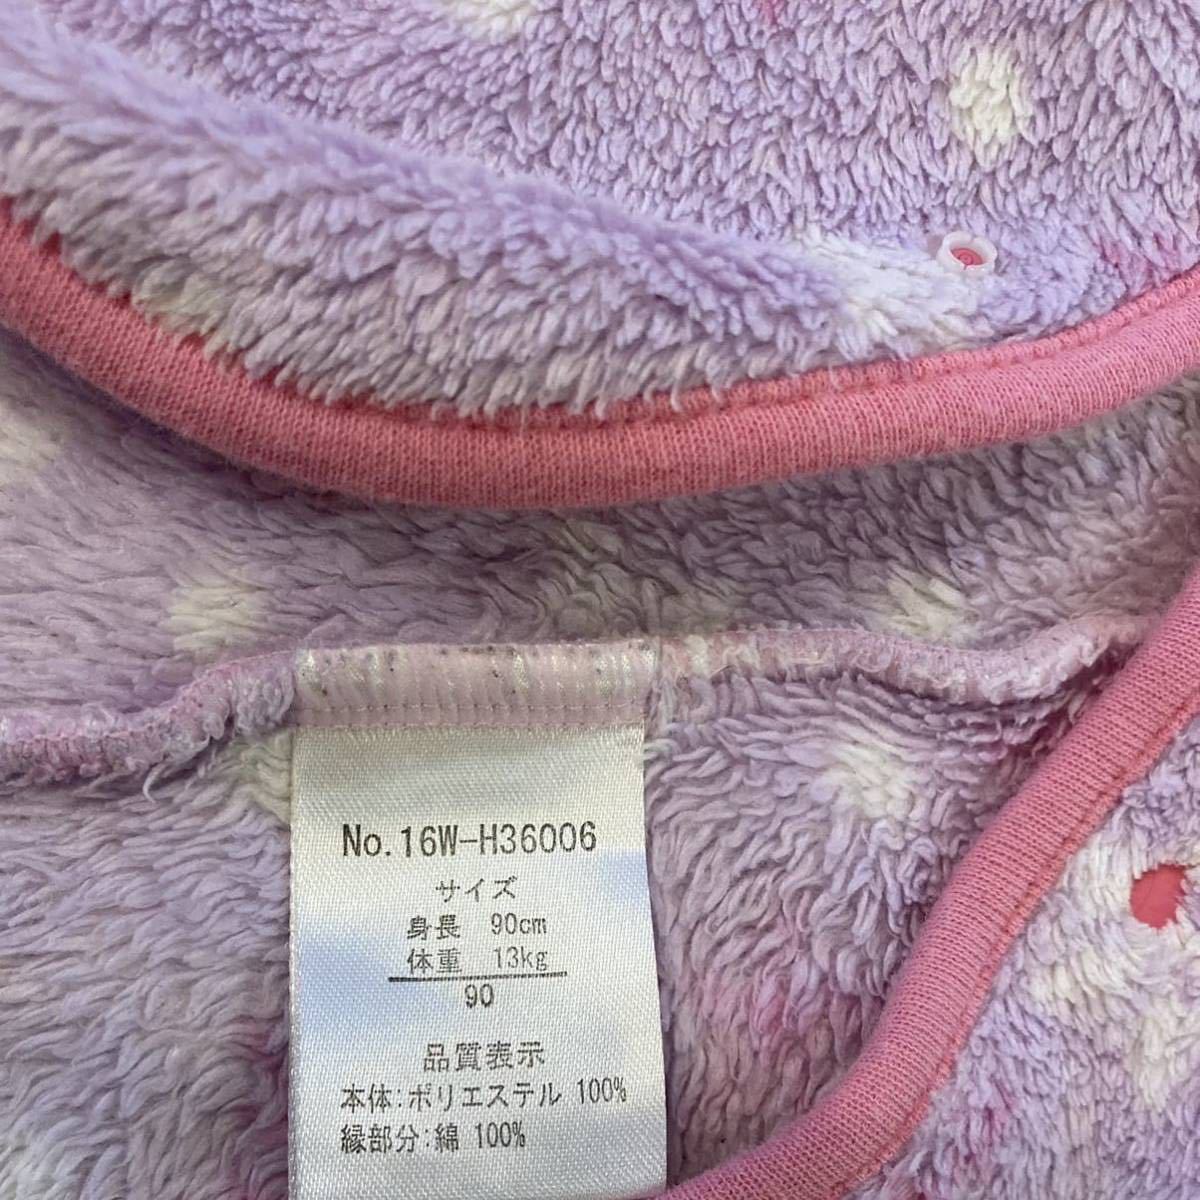 No.16W-H36006
サイズ
身長 90cm
体重 13kg
90
品質表示
本体:ポリエステル 100%
縁部分:綿 100%